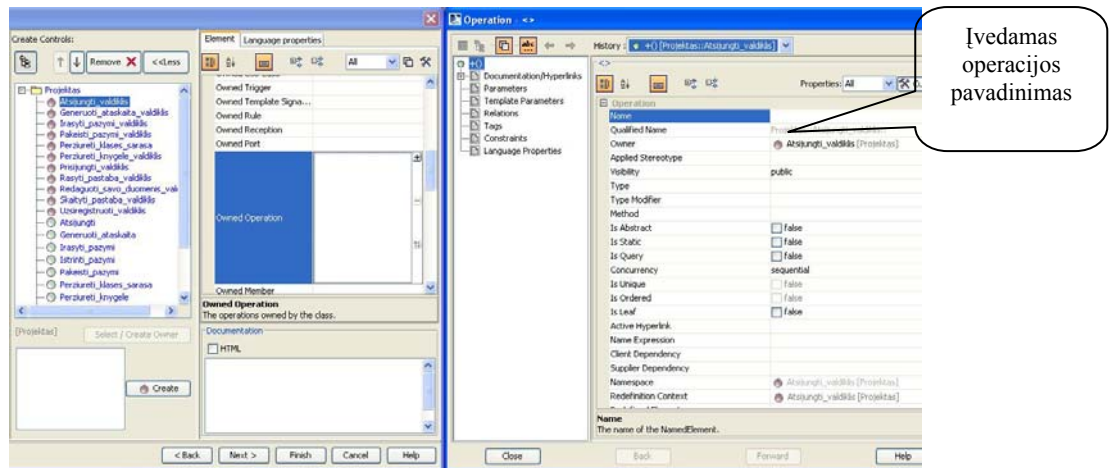 Create Controls:
Remove
<<Less
Projektas
Atsijungti_valdiklis
Generuoti_ataskaita_valdiklis
Irasyti_pazymi_valdiklis
Pakeisti_pazymi_valdiklis
Perziureti_klases_sarasa
Perziureti_knygele_valdiklis
Prisijungti_valdiklis
Rasyti_pastaba_valdiklis
Redaguoti_savo_duomenis_vald
Skaityti_pastaba_valdiklis
Uzsiregistruoti_valdiklis
Atsijungti
Generuoti_ataskaita
Irasyti_pazymi
Istrinti_pazymi
Pakeisti_pazymi
Perziureti_klases_sarasa
Perziureti_knygele
[Projektas]
Select / Create Owner
Create
Element Language properties
All
Owned Trigger
Owned Template Signa...
Owned Rule
Owned Reception
Owned Port
Owned Operation
Owned Member
Owned Operation
The operations owned by the class.
Documentation
HTML
< Back Next > Finish Cancel Help
Operation - <>
History : +() [Projektas::Atsijungti_valdiklis]
+()
Documentation/Hyperlinks
Parameters
Template Parameters
Relations
Tags
Constraints
Language Properties
<>
Properties: All
Operation
Name
Qualified Name
Owner Atsijungti_valdiklis [Projektas]
Applied Stereotype
Visibility public
Type
Type Modifier
Method
Is Abstract false
Is Static false
Is Query false
Concurrency sequential
Is Unique false
Is Ordered false
Is Leaf false
Active Hyperlink
Name Expression
Client Dependency
Supplier Dependency
Namespace Atsijungti_valdiklis [Projektas]
Redefinition Context Atsijungti_valdiklis [Projektas]
Name
The name of the NamedElement.
Close Back Forward Help
Įvedamas
operacijos
pavadinimas